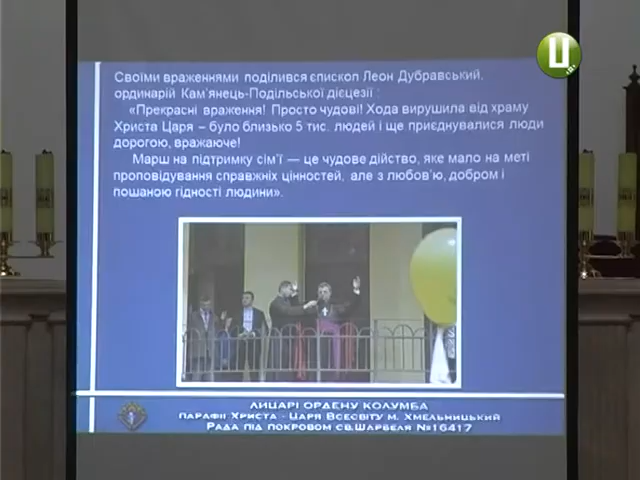 Своїми враженнями поділився єпископ Леон Дубравський,
ординарій Кам'янець-Подільської дієцезії :
«Прекрасні враження! Просто чудові! Хода вирушила від храму
Христа Царя – було близько 5 тис. людей і ще приєднувалися люди
дорогою, вражаюче!
Марш на підтримку сім'ї — це чудове дійство, яке мало на меті
проповідування справжніх цінностей, але з любов'ю, добром і
пошаною гідності людини».
Лицарі Ордену Колумба
Парафії Христа - Царя Всесвіту м. Хмельницький
Рада під покровом св.Шарбеля №16417